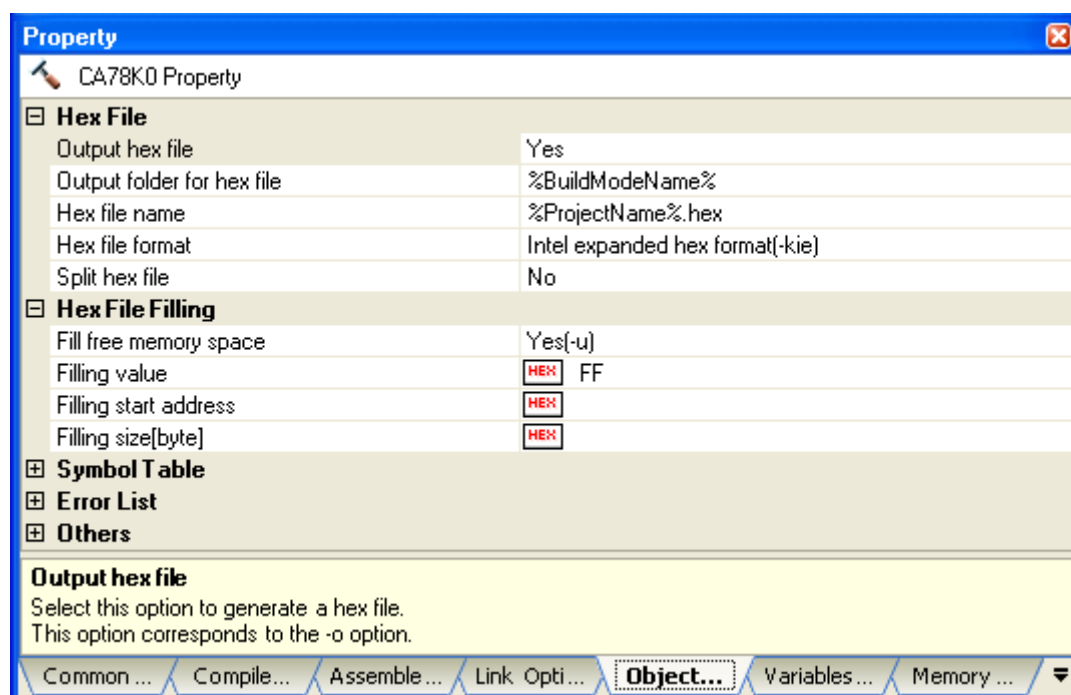 Property
CA78K0 Property
Hex File
Output hex file Yes
Output folder for hex file %BuildModeName%
Hex file name %ProjectName%.hex
Hex file format Intel expanded hex format(-kie)
Split hex file No
Hex File Filling
Fill free memory space Yes(-u)
Filling value HEX FF
Filling start address HEX
Filling size[byte] HEX
Symbol Table
Error List
Others
Output hex file
Select this option to generate a hex file.
This option corresponds to the -o option.
Common ... Compile... Assemble ... Link Opti... Object... Variables... Memory ...